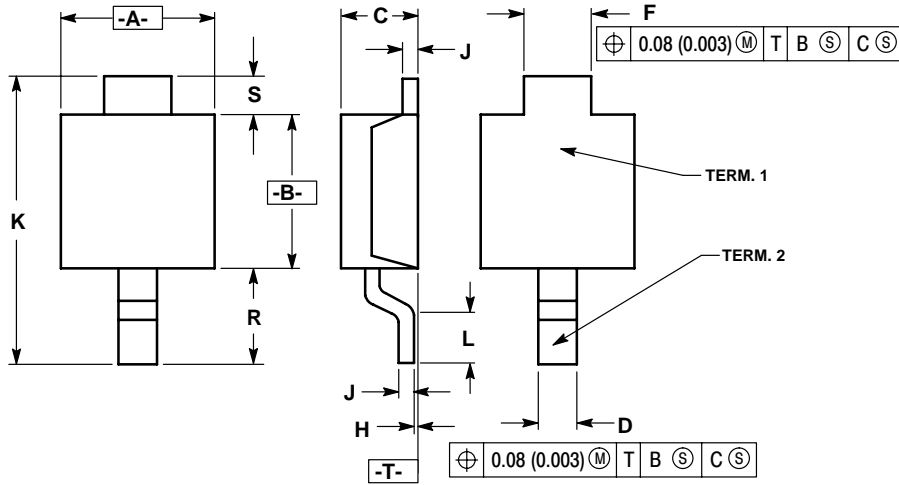 -A-
C
F
⌖ 0.08 (0.003) Ⓜ T B Ⓢ C Ⓢ
J
S
TERM. 1
-B-
K
TERM. 2
R
L
J
H
D
⌖ 0.08 (0.003) Ⓜ T B Ⓢ C Ⓢ
-T-